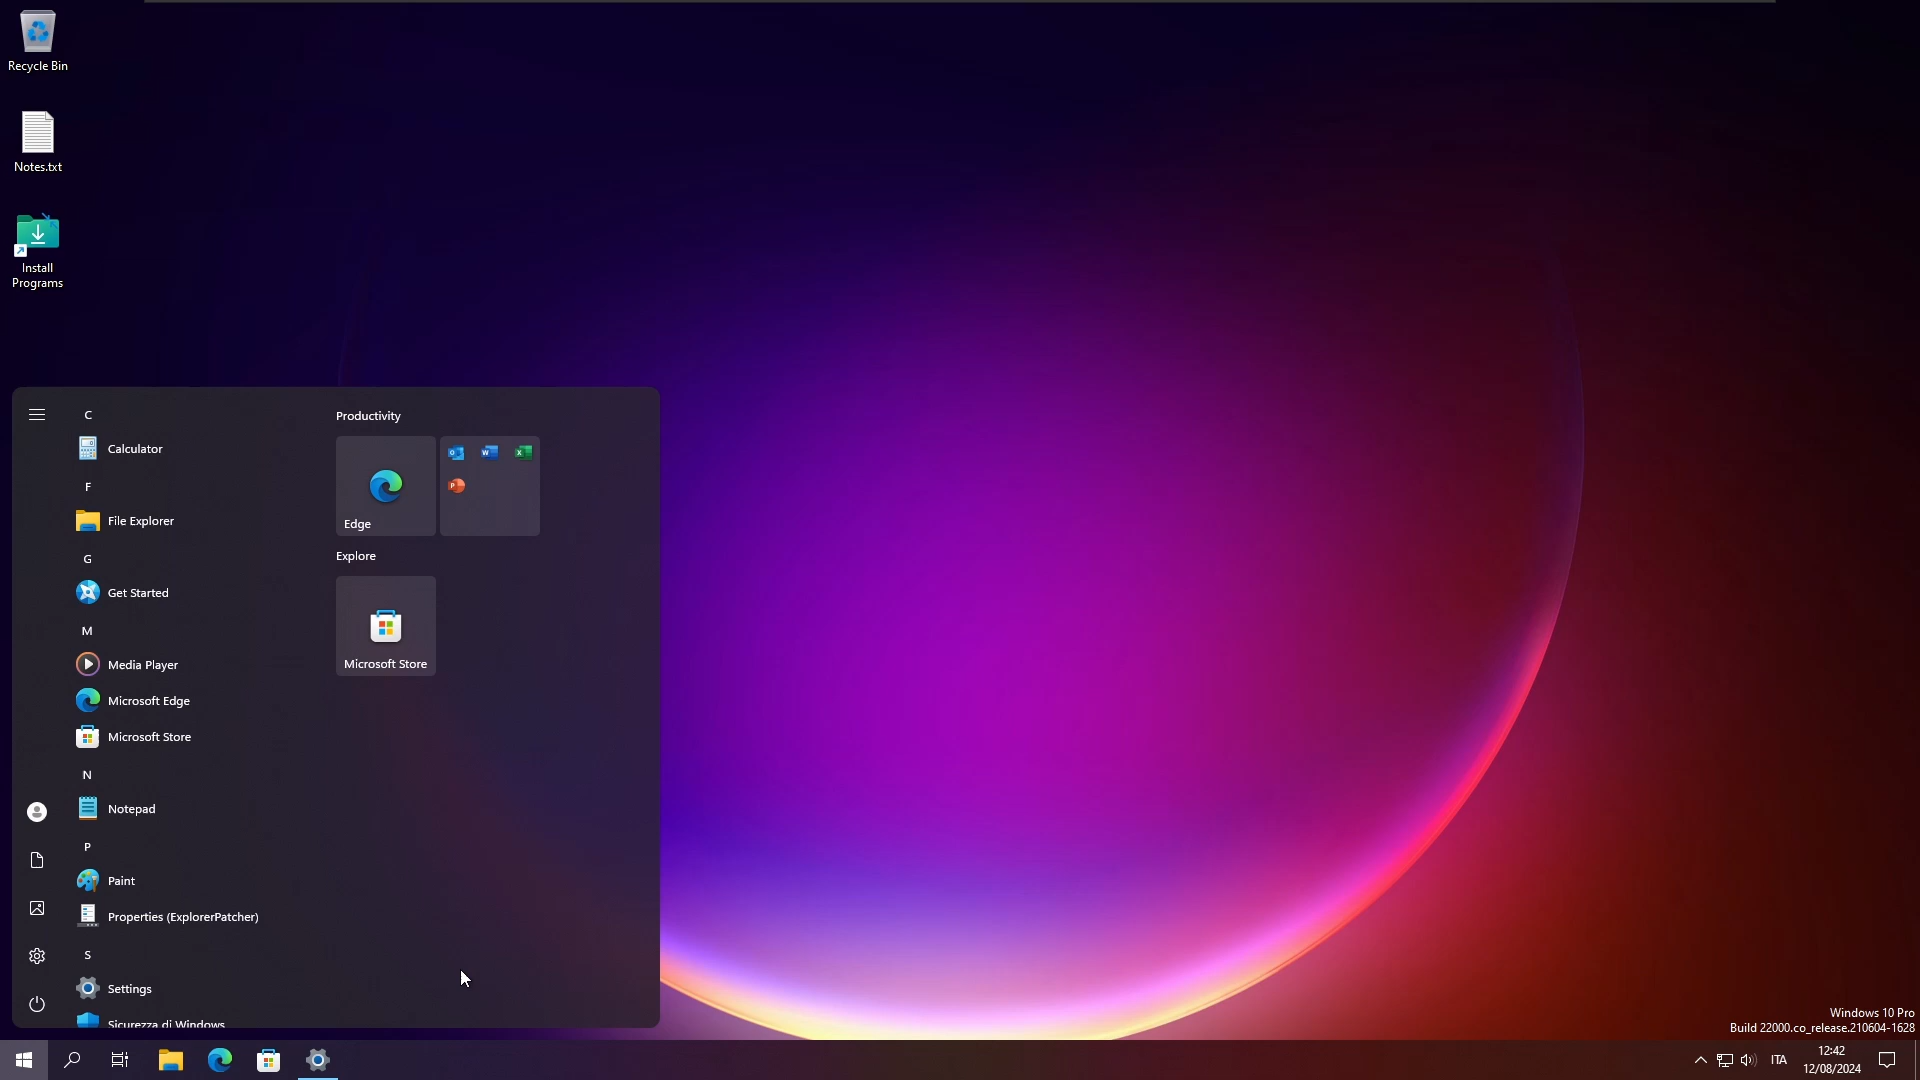 Recycle Bin
Notes.txt
Install
Programs
C
Calculator
F
File Explorer
G
Get Started
M
Media Player
Microsoft Edge
Microsoft Store
N
Notepad
P
Paint
Properties (ExplorerPatcher)
S
Settings
Sicurezza di Windows
Productivity
Edge
Explore
Microsoft Store
Windows 10 Pro
Build 22000.co_release.210604-1628
ITA
12:42
12/08/2024